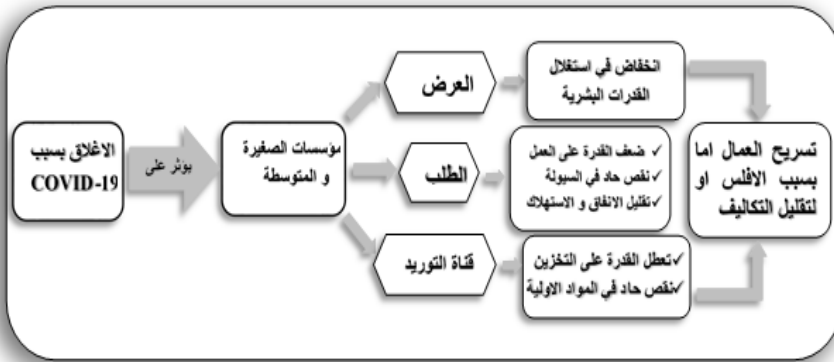 الاغلاق بسبب
COVID-19
يؤثر على
مؤسسات الصغيرة
و المتوسطة
العرض
انخفاض في استغلال
القدرات البشرية
الطلب
✓ ضعف القدرة على العمل
✓ نقص حاد في السيولة
✓ تقليل الانفاق و الاستهلاك
قناة التوريد
✓ تعطل القدرة على التخزين
✓ نقص حاد في المواد الاولية
تسريح العمال اما
بسبب الافلس او
لتقليل التكاليف